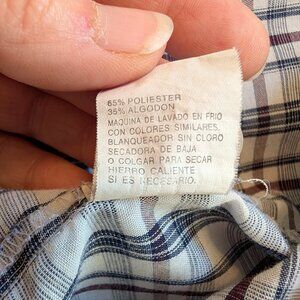 65% POLIESTER
35% ALGODON
MAQUINA DE LAVADO EN FRIO
CON COLORES SIMILARES.
BLANQUEADOR SIN CLORO
SECADORA DE BAJA
O COLGAR PARA SECAR
HIERRO CALIENTE
SI ES NECESARIO.